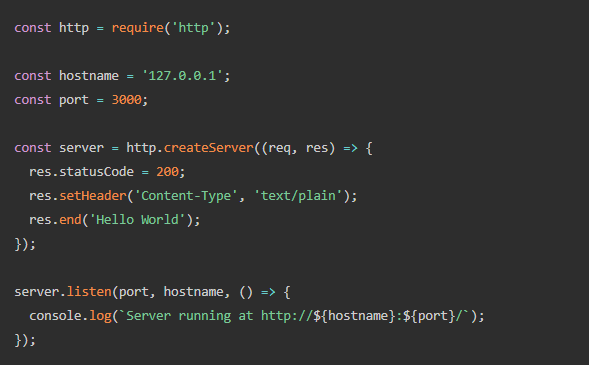 const http = require('http');

const hostname = '127.0.0.1';
const port = 3000;

const server = http.createServer((req, res) => {
  res.statusCode = 200;
  res.setHeader('Content-Type', 'text/plain');
  res.end('Hello World');
});

server.listen(port, hostname, () => {
  console.log(`Server running at http://${hostname}:${port}/`);
});